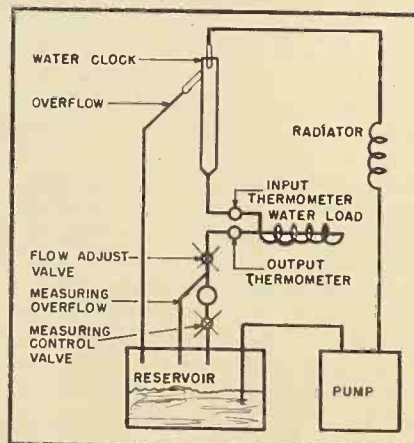 WATER CLOCK
OVERFLOW
RADIATOR
INPUT
THERMOMETER
WATER LOAD
FLOW ADJUST
VALVE
OUTPUT
THERMOMETER
MEASURING
OVERFLOW
MEASURING
CONTROL
VALVE
RESERVOIR
PUMP